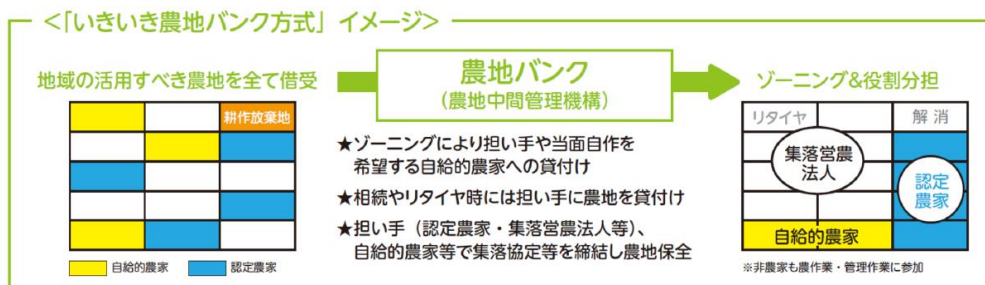 <「いきいき農地バンク方式」イメージ>
地域の活用すべき農地を全て借受
耕作放棄地
自給的農家
認定農家
農地バンク
(農地中間管理機構)
★ゾーニングにより担い手や当面自作を
希望する自給的農家への貸付け
★相続やリタイヤ時には担い手に農地を貸付け
★担い手(認定農家・集落営農法人等)、
自給的農家等で集落協定等を締結し農地保全
ゾーニング&役割分担
リタイヤ
解消
集落営農
法人
認定
農家
自給的農家
※非農家も農作業・管理作業に参加